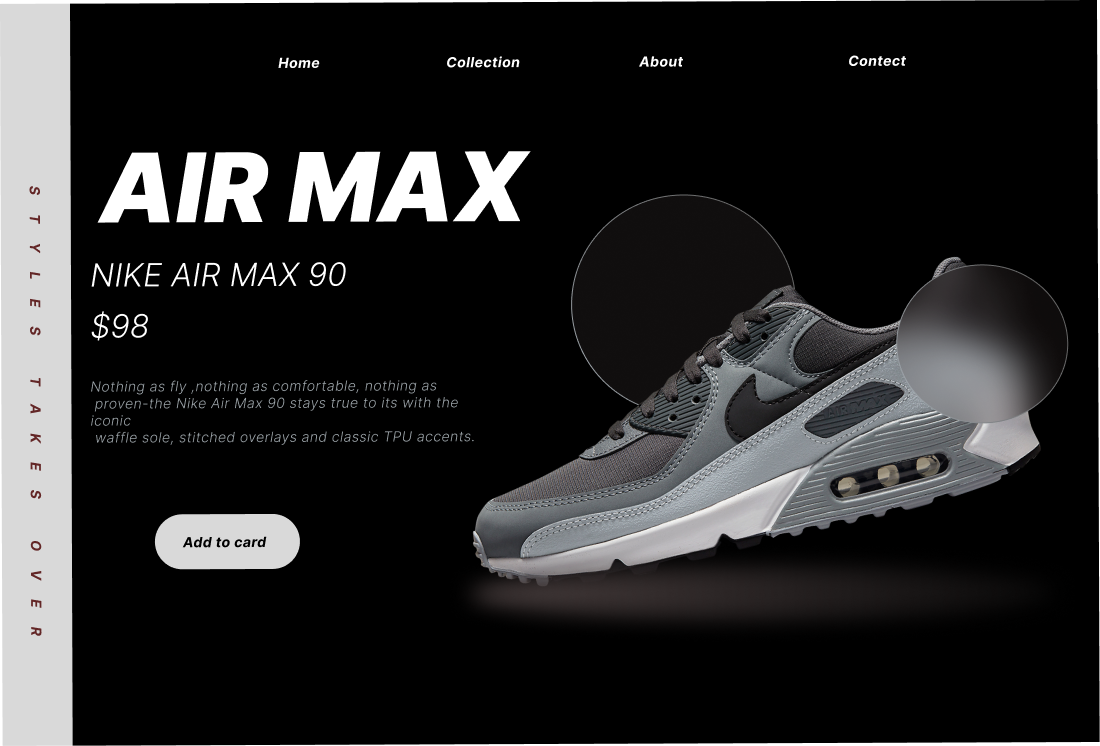 Home Collection About Contect
AIR MAX
NIKE AIR MAX 90
$98
Nothing as fly ,nothing as comfortable, nothing as
proven-the Nike Air Max 90 stays true to its with the
iconic
waffle sole, stitched overlays and classic TPU accents.
Add to card
STYLES TAKES OVER